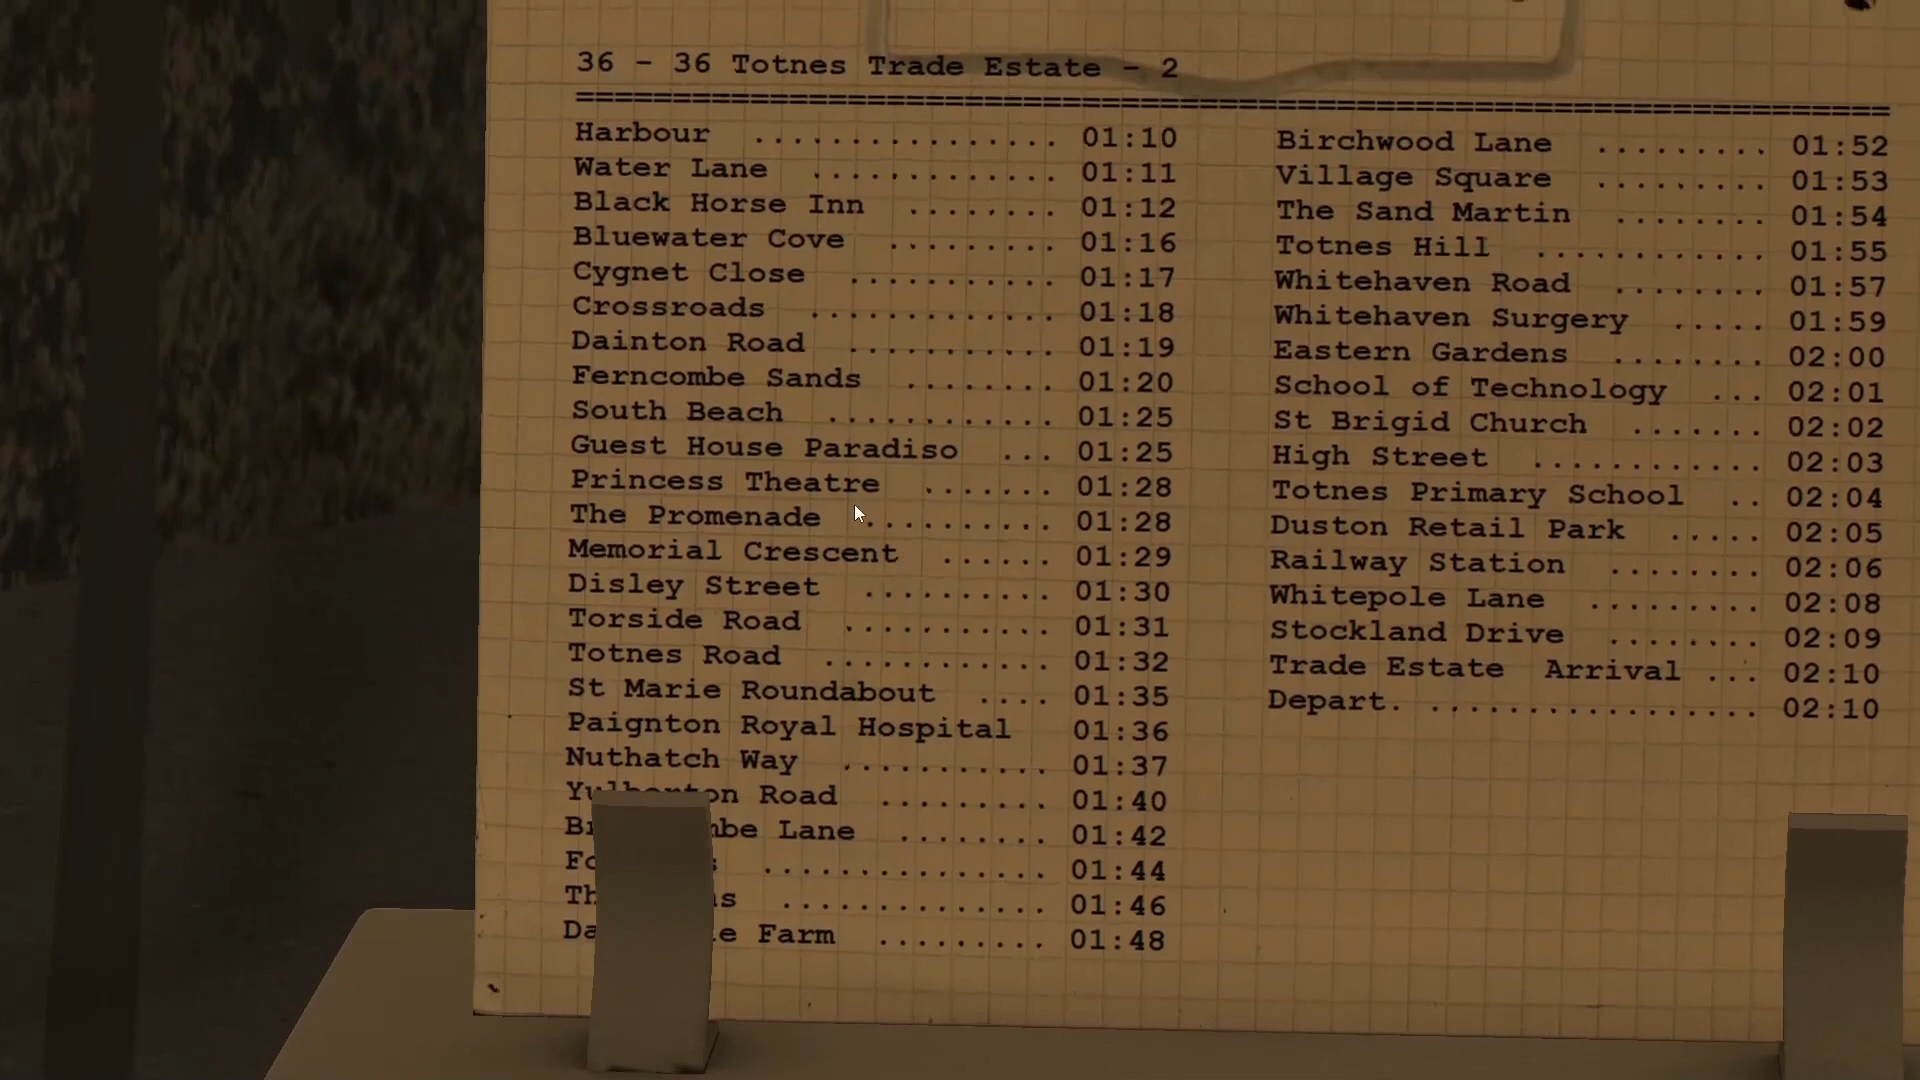 36 - 36 Totnes Trade Estate - 2
==========================================================================
Harbour ................ 01:10
Water Lane ............. 01:11
Black Horse Inn ........ 01:12
Bluewater Cove ......... 01:16
Cygnet Close ........... 01:17
Crossroads ............. 01:18
Dainton Road ........... 01:19
Ferncombe Sands ........ 01:20
South Beach ............ 01:25
Guest House Paradiso ... 01:25
Princess Theatre ....... 01:28
The Promenade .......... 01:28
Memorial Crescent ...... 01:29
Disley Street .......... 01:30
Torside Road ........... 01:31
Totnes Road ............ 01:32
St Marie Roundabout .... 01:35
Paignton Royal Hospital 01:36
Nuthatch Way ........... 01:37
Road ......... 01:40
Lane ........ 01:42
............... 01:44
.............. 01:46
Farm ......... 01:48
Birchwood Lane ......... 01:52
Village Square ......... 01:53
The Sand Martin ........ 01:54
Totnes Hill ............ 01:55
Whitehaven Road ........ 01:57
Whitehaven Surgery ..... 01:59
Eastern Gardens ........ 02:00
School of Technology ... 02:01
St Brigid Church ....... 02:02
High Street ............ 02:03
Totnes Primary School .. 02:04
Duston Retail Park ..... 02:05
Railway Station ........ 02:06
Whitepole Lane ......... 02:08
Stockland Drive ........ 02:09
Trade Estate Arrival ... 02:10
Depart. ................. 02:10